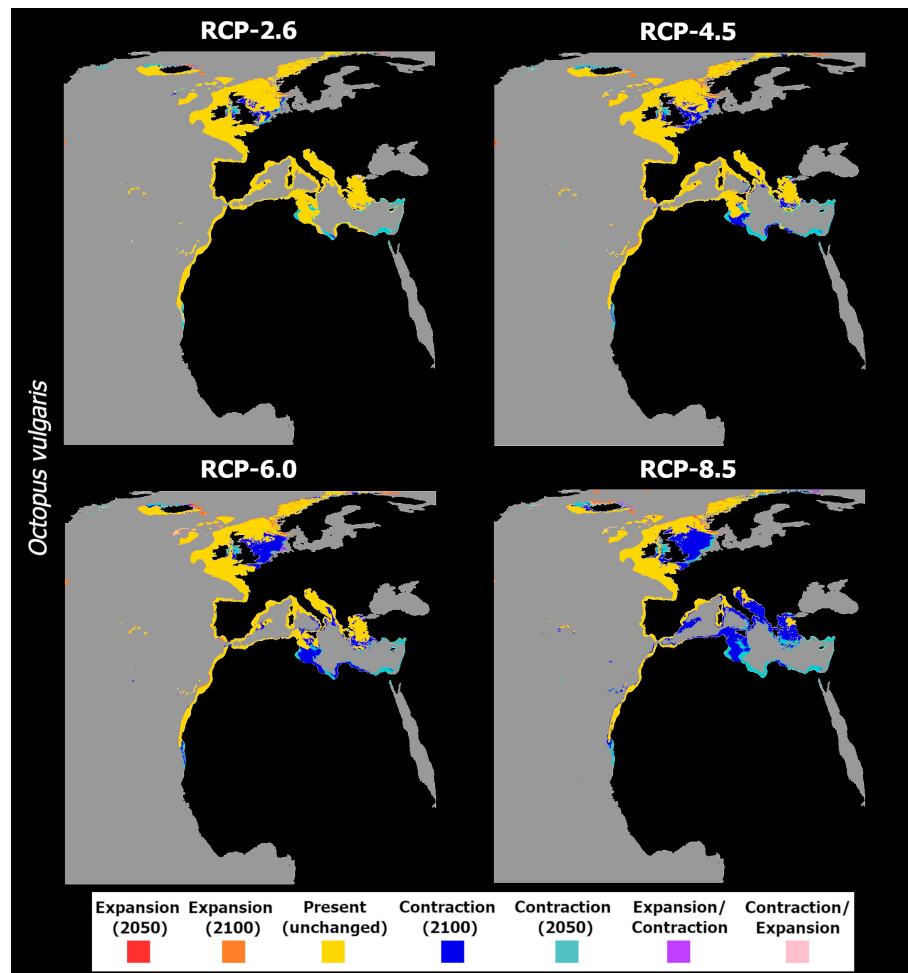 RCP-2.6
RCP-4.5
Octopus vulgaris
RCP-6.0
RCP-8.5
Expansion
(2050)
Expansion
(2100)
Present
(unchanged)
Contraction
(2100)
Contraction
(2050)
Expansion/
Contraction
Contraction/
Expansion